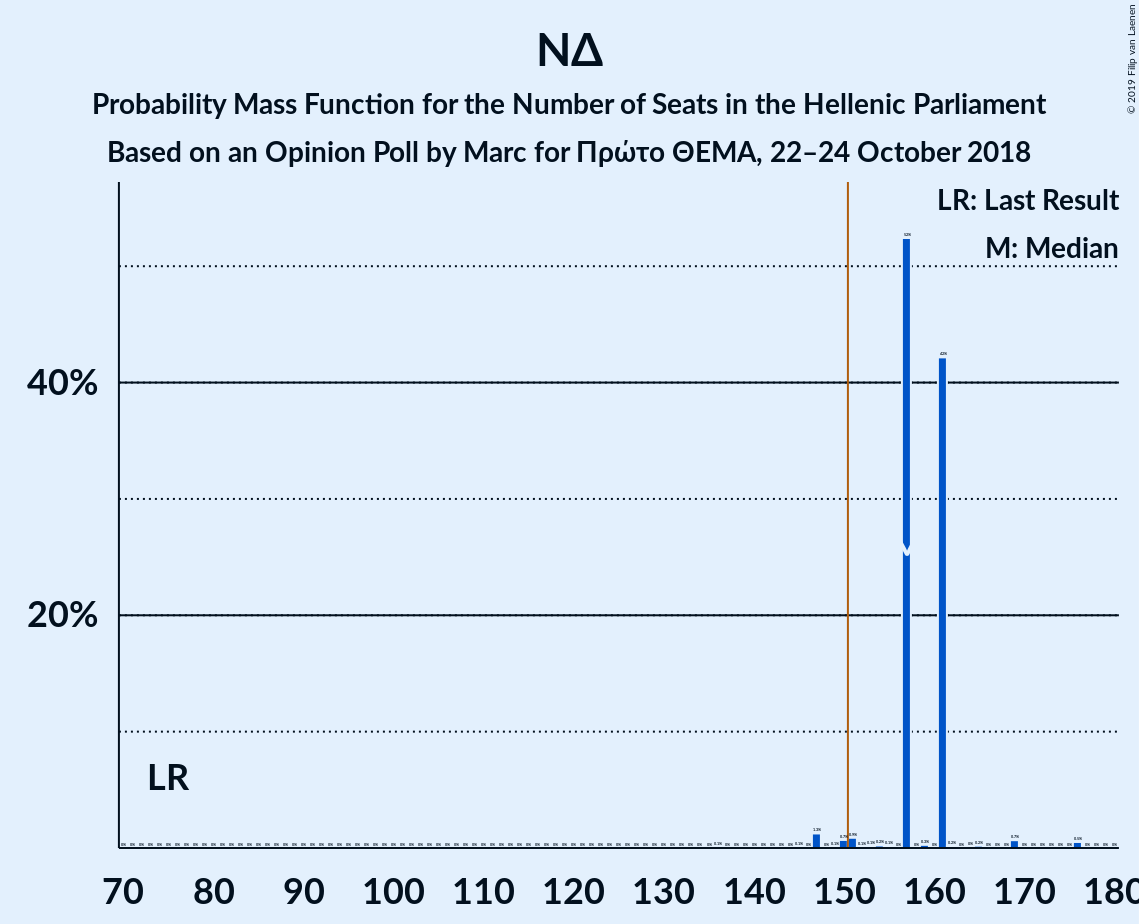 © 2019 Filip van Laenen
ΝΔ
Probability Mass Function for the Number of Seats in the Hellenic Parliament
Based on an Opinion Poll by Marc for Πρώτο ΘΕΜΑ, 22–24 October 2018
LR: Last Result
M: Median
40%
20%
LR
M
70 80 90 100 110 120 130 140 150 160 170 180